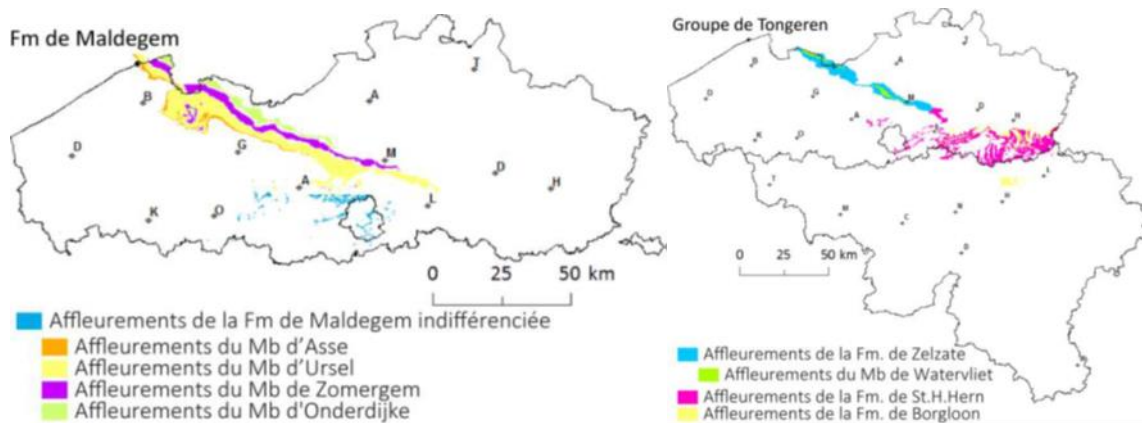 Fm de Maldegem
T
A
B
D
G
M
A
D
H
L
K
O
0 25 50 km
Affleurements de la Fm de Maldegem indifférenciée
Affleurements du Mb d'Asse
Affleurements du Mb d'Ursel
Affleurements du Mb de Zomergem
Affleurements du Mb d'Onderdijke
Groupe de Tongeren
T
B
A
D
G
M
D
A
H
K
O
L
T
H
M
N
C
D
0 25 50 km
Affleurements de la Fm. de Zelzate
Affleurements du Mb de Watervliet
Affleurements de la Fm. de St.H.Hern
Affleurements de la Fm. de Borgloon